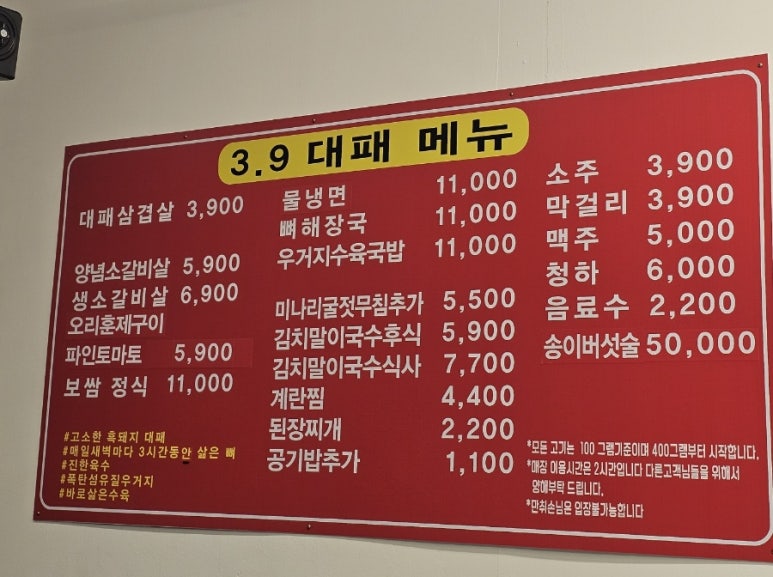 3.9 대패 메뉴
대패삼겹살 3,900
양념소갈비살 5,900
생소갈비살 6,900
오리훈제구이
파인토마토 5,900
보쌈 정식 11,000
#고소한 흑돼지 대패
#매일새벽마다 3시간동안 삶은 뼈
#진한육수
#폭탄섬유질우거지
#바로삶은수육
물냉면 11,000
뼈해장국 11,000
우거지수육국밥 11,000
미나리굴젓무침추가 5,500
김치말이국수후식 5,900
김치말이국수식사 7,700
계란찜 4,400
된장찌개 2,200
공기밥추가 1,100
소주 3,900
막걸리 3,900
맥주 5,000
청하 6,000
음료수 2,200
송이버섯술 50,000
*모든 고기는 100 그램기준이며 400그램부터 시작합니다.
*매장 이용시간은 2시간입니다 다른고객님들을 위해서
양해부탁 드립니다.
*만취손님은 입장불가능합니다